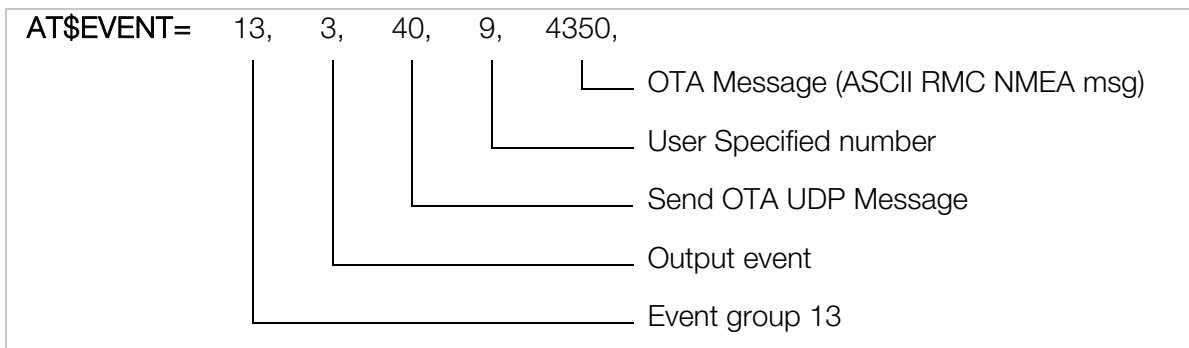 AT$EVENT= 13, 3, 40, 9, 4350,
OTA Message (ASCII RMC NMEA msg)
User Specified number
Send OTA UDP Message
Output event
Event group 13